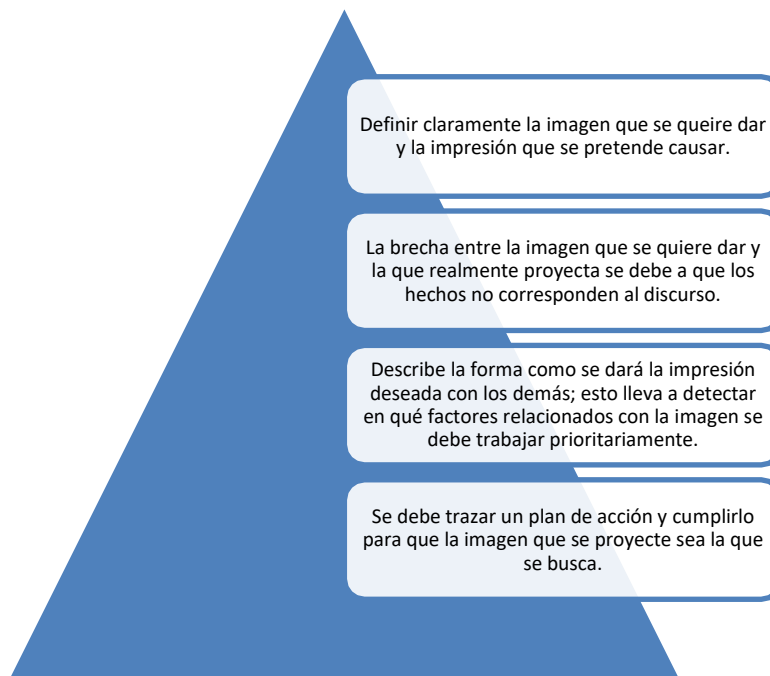 Definir claramente la imagen que se queire dar
y la impresión que se pretende causar.
La brecha entre la imagen que se quiere dar y
la que realmente proyecta se debe a que los
hechos no corresponden al discurso.
Describe la forma como se dará la impresión
deseada con los demás; esto lleva a detectar
en qué factores relacionados con la imagen se
debe trabajar prioritariamente.
Se debe trazar un plan de acción y cumplirlo
para que la imagen que se proyecte sea la que
se busca.